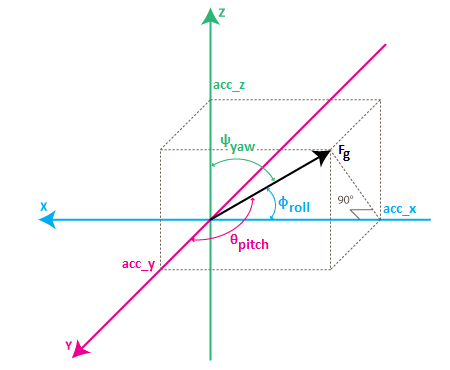 Z
acc_z
ψyaw
Fg
X
ϕroll
90°
acc_x
θpitch
acc_y
Y